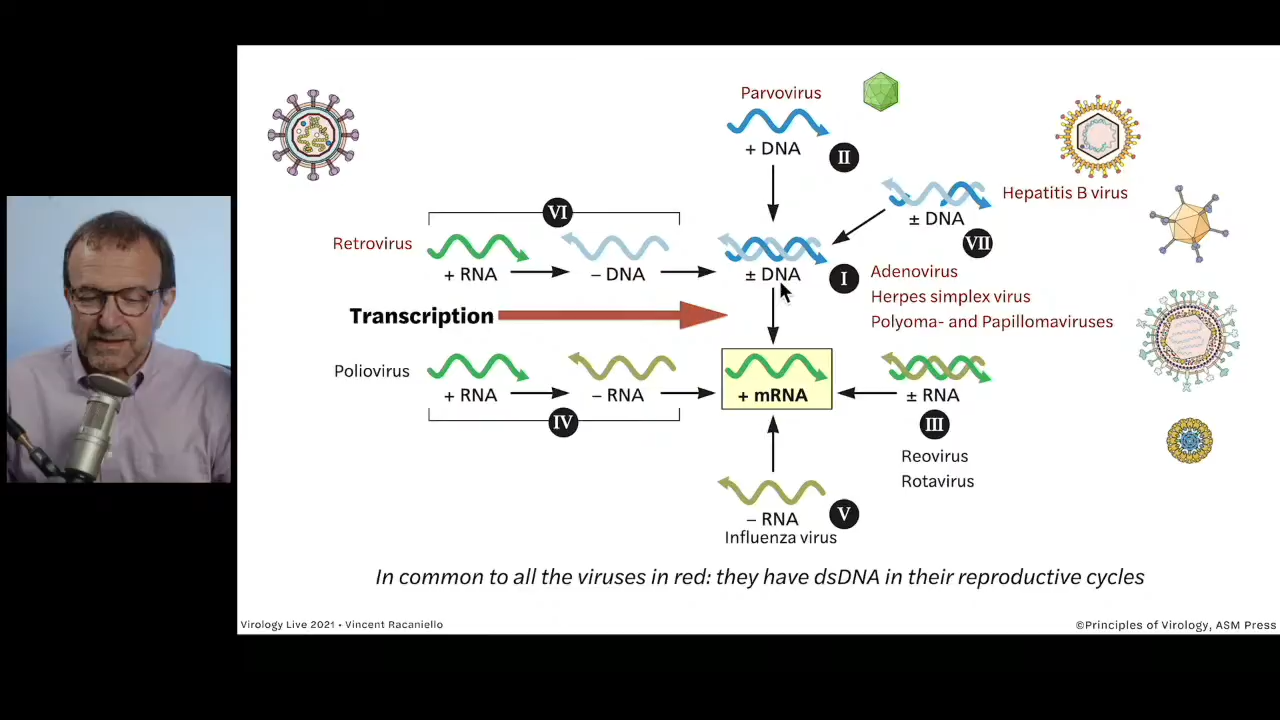 Parvovirus
+ DNA
II
VI
± DNA
Hepatitis B virus
VII
Retrovirus
+ RNA
– DNA
± DNA
I
Adenovirus
Herpes simplex virus
Polyoma- and Papillomaviruses
Transcription
Poliovirus
+ RNA
– RNA
+ mRNA
± RNA
IV
III
Reovirus
Rotavirus
– RNA
V
Influenza virus
In common to all the viruses in red: they have dsDNA in their reproductive cycles
Virology Live 2021 • Vincent Racaniello
©Principles of Virology, ASM Press